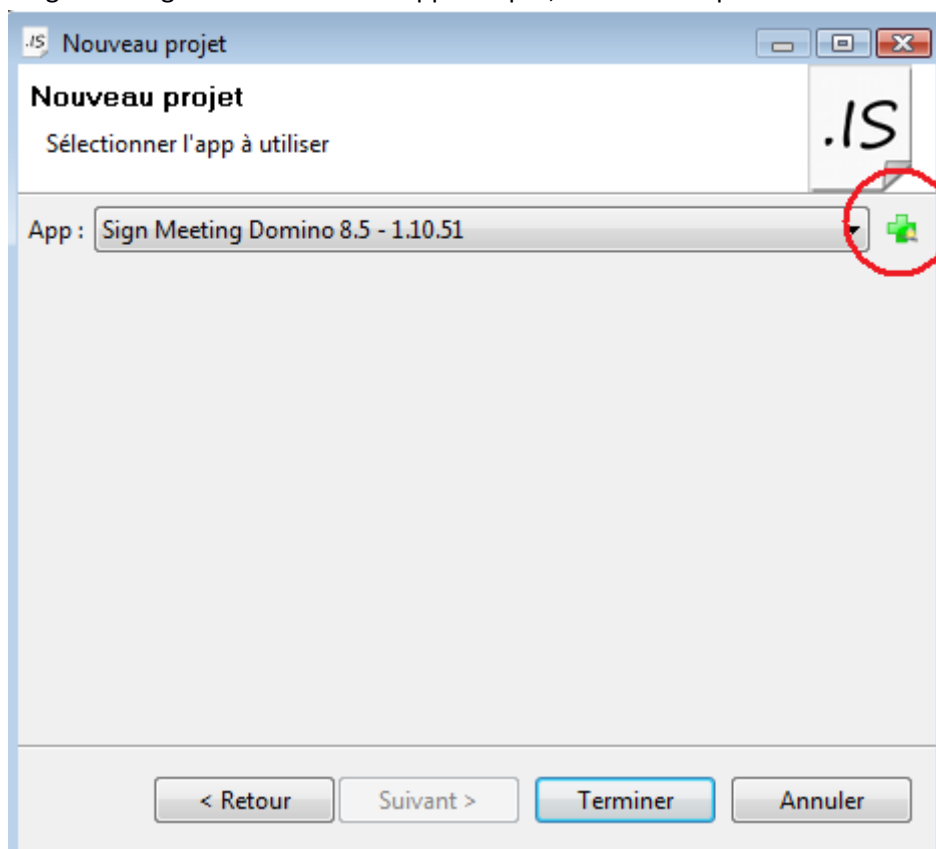 .IS Nouveau projet
Nouveau projet
Sélectionner l'app à utiliser
.IS
App : Sign Meeting Domino 8.5 - 1.10.51
< Retour
Suivant >
Terminer
Annuler